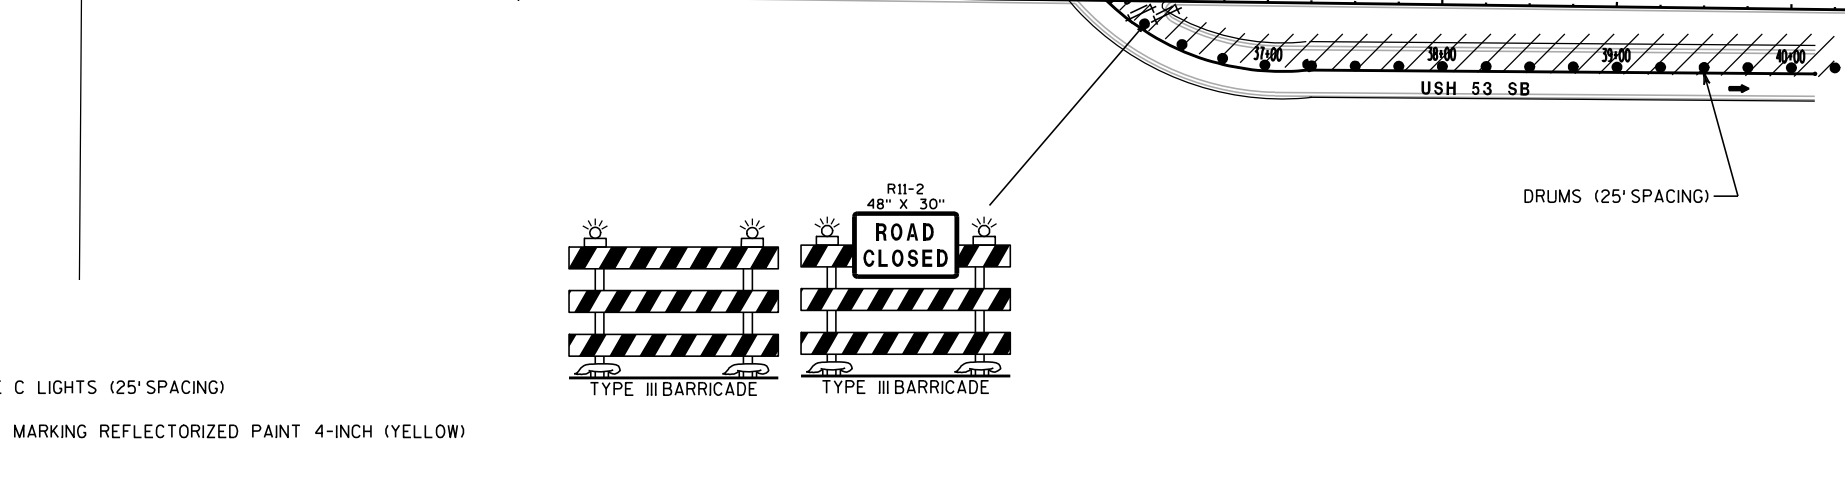 37+00
38+00
39+00
40+00
USH 53 SB
DRUMS (25' SPACING)
R11-2
48" X 30"
ROAD
CLOSED
TYPE III BARRICADE
TYPE III BARRICADE
C LIGHTS (25' SPACING)
MARKING REFLECTORIZED PAINT 4-INCH (YELLOW)